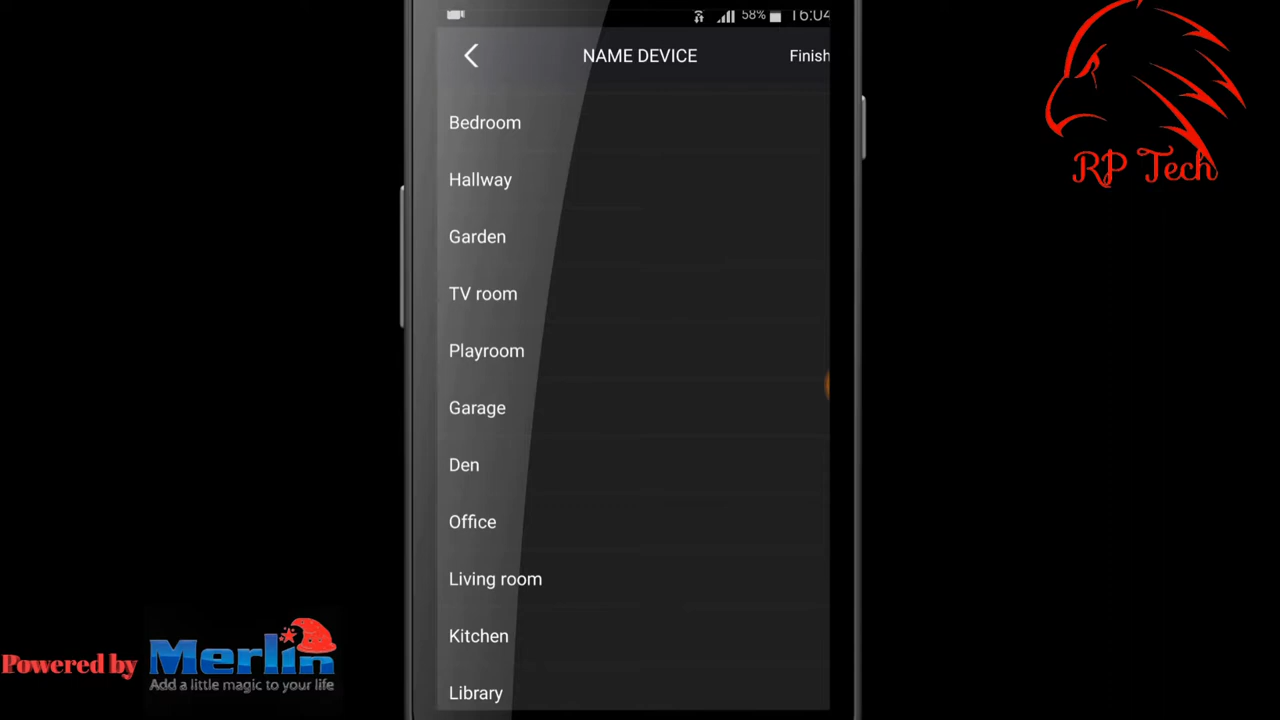 58% 16:04
NAME DEVICE
Finish
Bedroom
Hallway
Garden
TV room
Playroom
Garage
Den
Office
Living room
Kitchen
Library
RP Tech
Powered by
Merlin
Add a little magic to your life